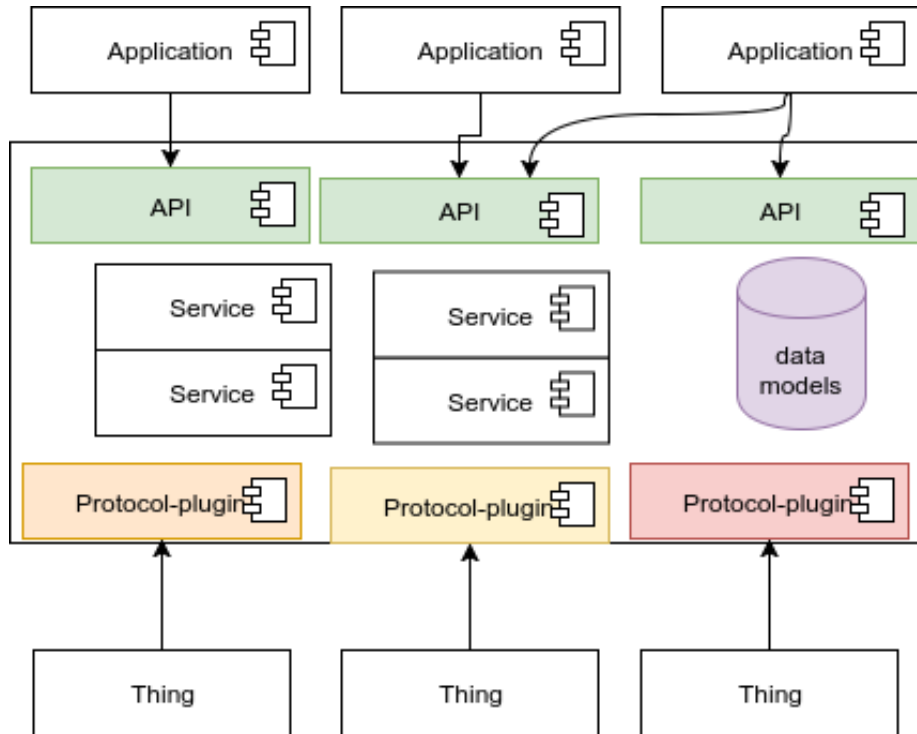 Application
Application
Application
API
API
API
Service
Service
Service
Service
data
models
Protocol-plugin
Protocol-plugin
Protocol-plugin
Thing
Thing
Thing